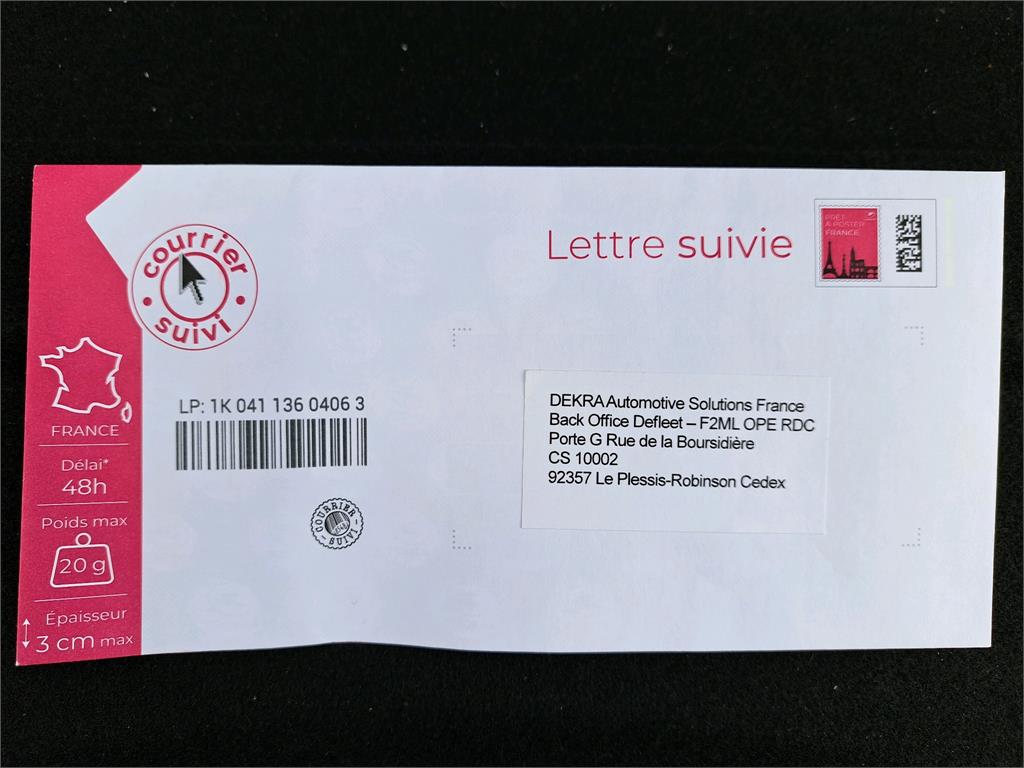 Lettre suivie
PRÊT
À POSTER
FRANCE
courrier
suivi
LP: 1K 041 136 0406 3
COURRIER
SUIVI
DEKRA Automotive Solutions France
Back Office Defleet – F2ML OPE RDC
Porte G Rue de la Boursidière
CS 10002
92357 Le Plessis-Robinson Cedex
FRANCE
Délai*
48h
Poids max
20 g
Épaisseur
3 cm max